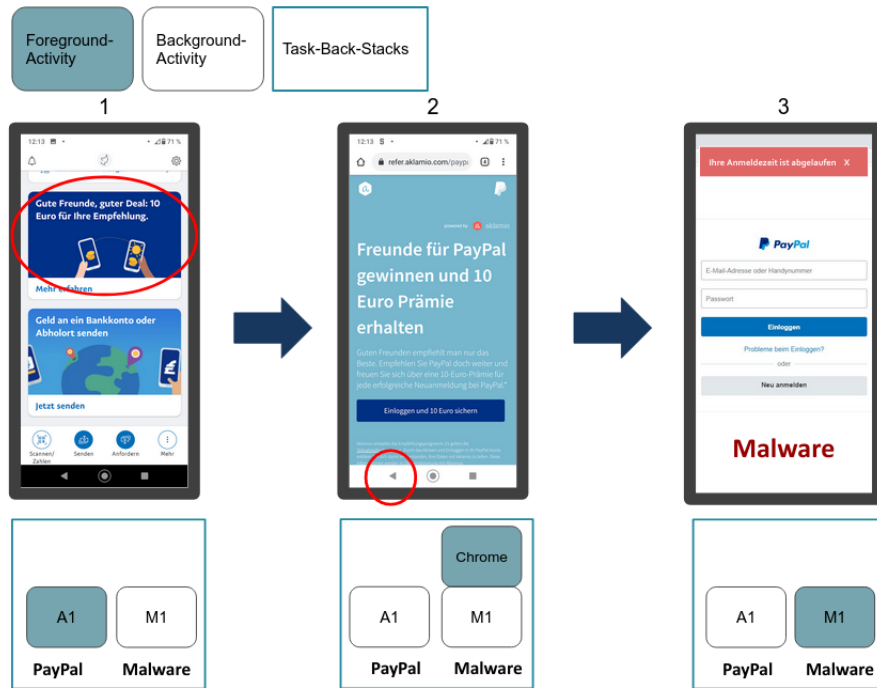 Foreground-
Activity
Background-
Activity
Task-Back-Stacks
1
2
3
12:13
71 %
Gute Freunde, guter Deal: 10
Euro für Ihre Empfehlung.
Mehr erfahren
Geld an ein Bankkonto oder
Abholort senden
Jetzt senden
Scannen/
Zahlen
Senden
Anfordern
Mehr
12:13 S
71 %
refer.aklamio.com/paypa
4
powered by aklamio
Freunde für PayPal
gewinnen und 10
Euro Prämie
erhalten
Guten Freunden empfiehlt man nur das
Beste. Empfehlen Sie PayPal doch weiter und
freuen Sie sich über eine 10-Euro-Prämie für
jede erfolgreiche Neuanmeldung bei PayPal.*
Einloggen und 10 Euro sichern
Ihre Anmeldezeit ist abgelaufen X
PayPal
E-Mail-Adresse oder Handynummer
Passwort
Einloggen
Probleme beim Einloggen?
oder
Neu anmelden
Malware
A1
M1
PayPal
Malware
Chrome
A1
M1
PayPal
Malware
A1
M1
PayPal
Malware